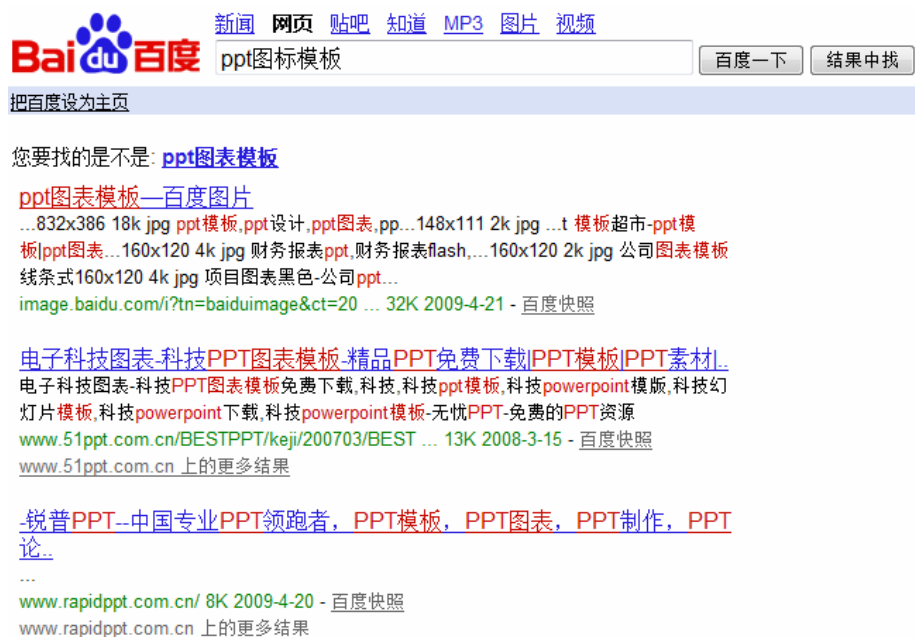 Bai du 百度
新闻 网页 贴吧 知道 MP3 图片 视频
ppt图标模板 百度一下 结果中找
把百度设为主页
您要找的是不是: ppt图表模板
ppt图表模板—百度图片
...832x386 18k jpg ppt模板,ppt设计,ppt图表,pp...148x111 2k jpg ...t 模板超市-ppt模
板|ppt图表...160x120 4k jpg 财务报表ppt,财务报表flash,...160x120 2k jpg 公司图表模板
线条式160x120 4k jpg 项目图表黑色-公司ppt...
image.baidu.com/i?tn=baiduimage&ct=20 ... 32K 2009-4-21 - 百度快照
电子科技图表-科技PPT图表模板-精品PPT免费下载|PPT模板|PPT素材|..
电子科技图表-科技PPT图表模板免费下载,科技,科技ppt模板,科技powerpoint模版,科技幻
灯片模板,科技powerpoint下载,科技powerpoint模板-无忧PPT-免费的PPT资源
www.51ppt.com.cn/BESTPPT/keji/200703/BEST ... 13K 2008-3-15 - 百度快照
www.51ppt.com.cn 上的更多结果
-锐普PPT--中国专业PPT领跑者，PPT模板，PPT图表，PPT制作，PPT
论..
...
www.rapidppt.com.cn/ 8K 2009-4-20 - 百度快照
www.rapidppt.com.cn 上的更多结果